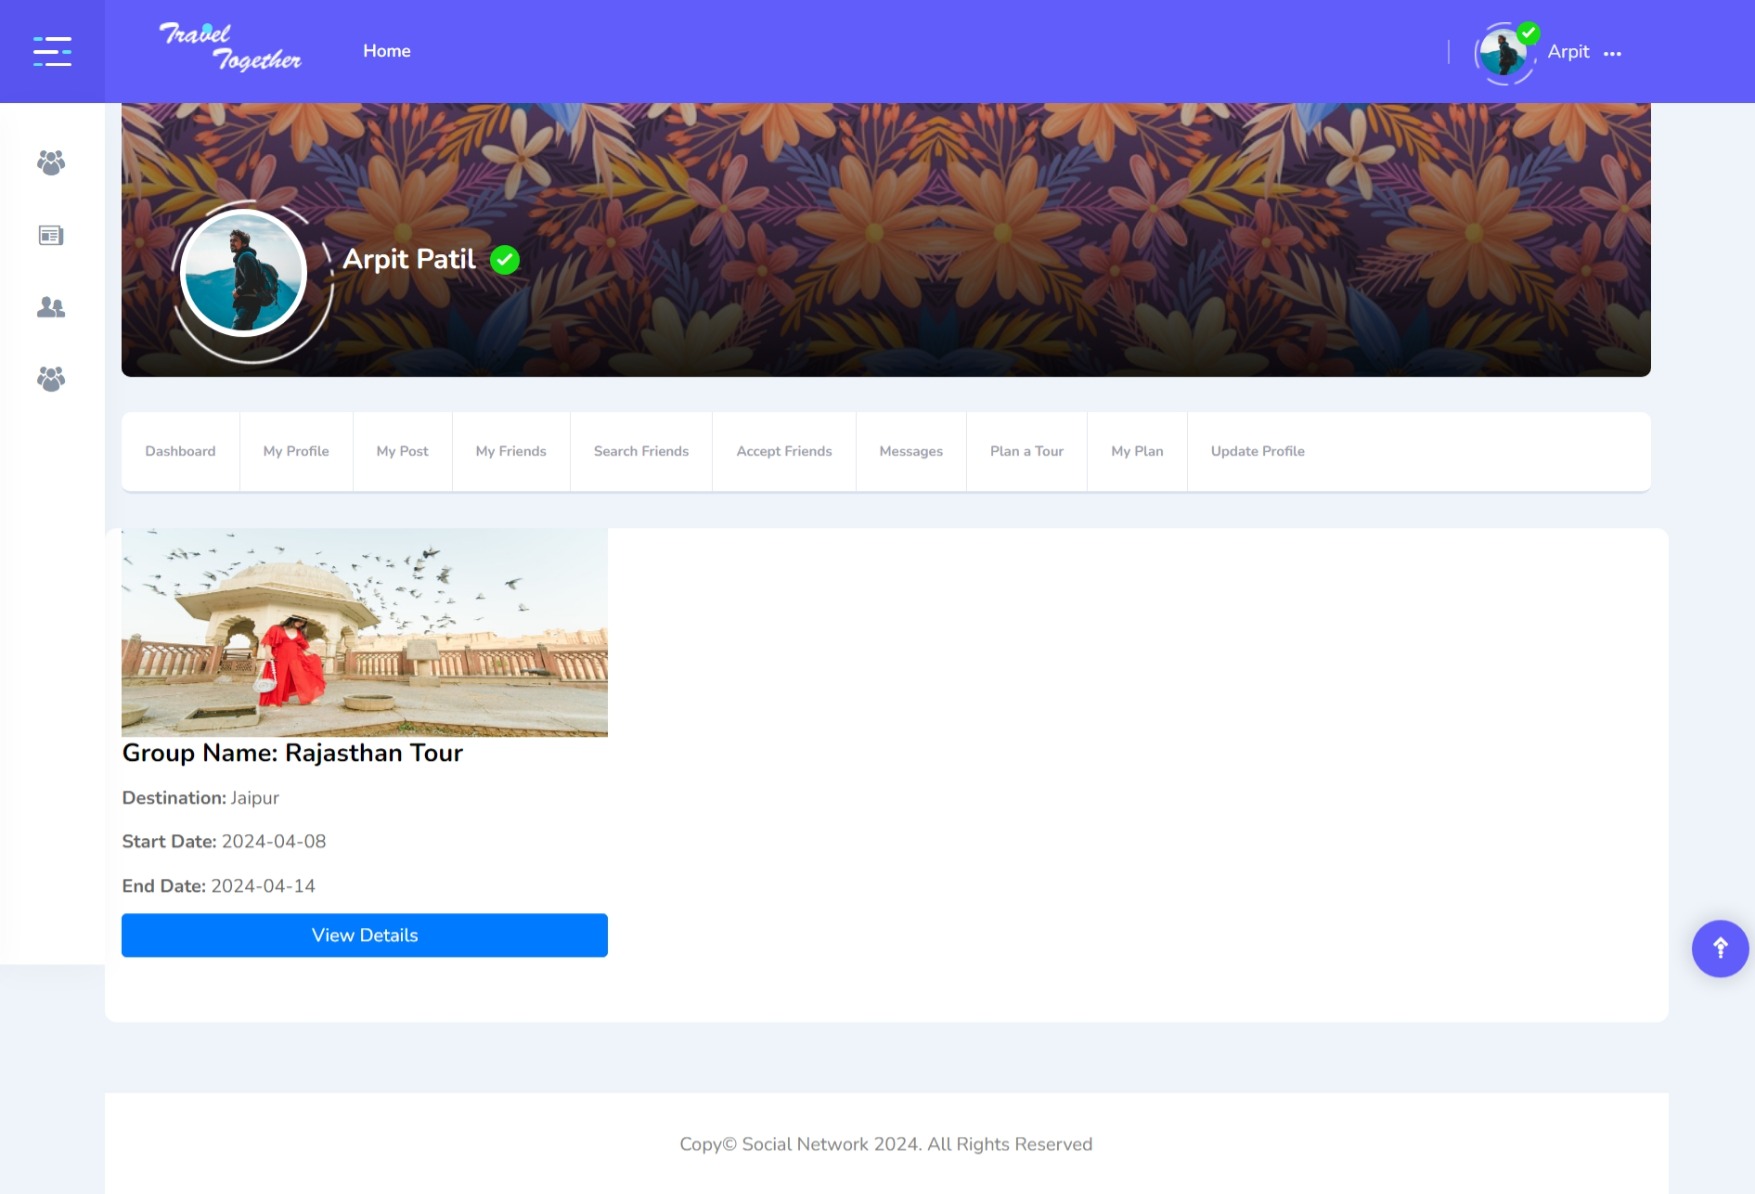 Travel
Together
Home
Arpit
Arpit Patil
Dashboard
My Profile
My Post
My Friends
Search Friends
Accept Friends
Messages
Plan a Tour
My Plan
Update Profile
Group Name: Rajasthan Tour
Destination: Jaipur
Start Date: 2024-04-08
End Date: 2024-04-14
View Details
Copy© Social Network 2024. All Rights Reserved